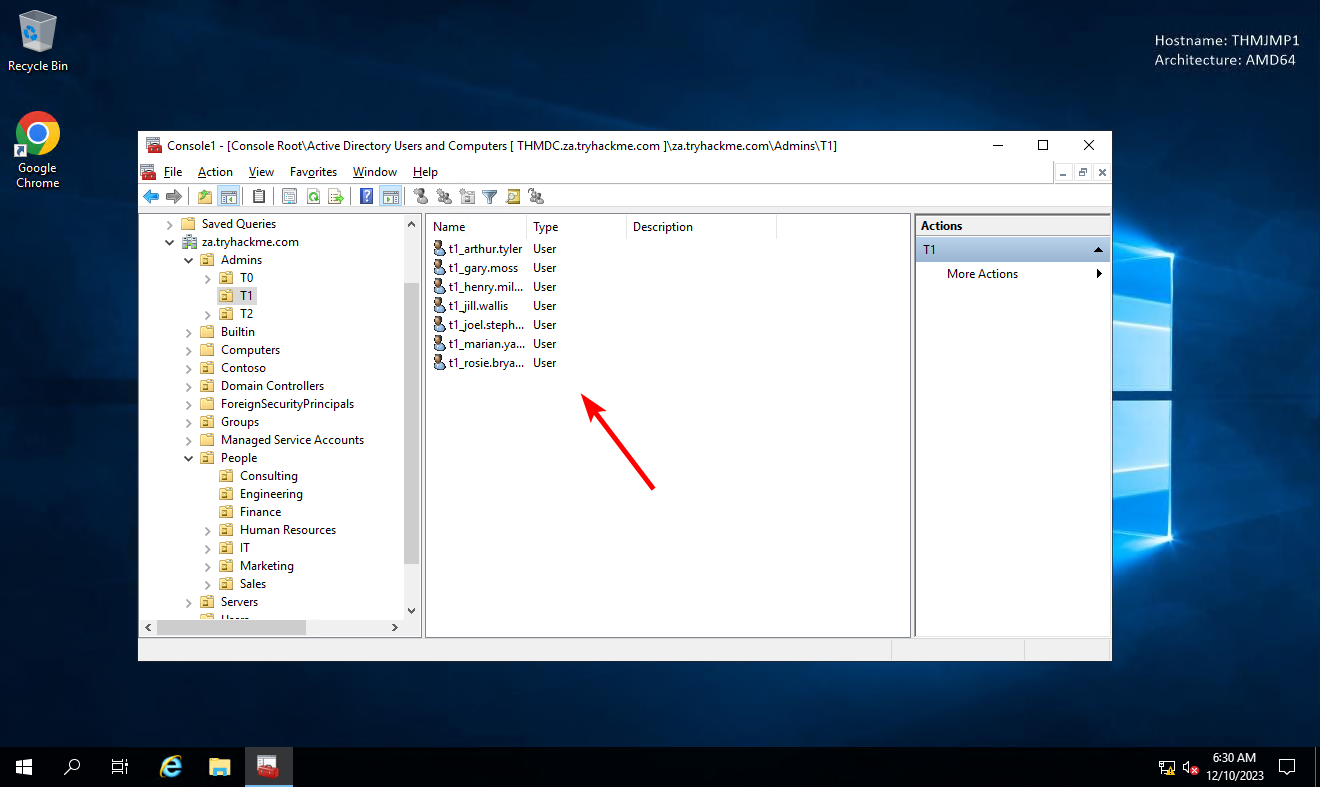 Recycle Bin
Google
Chrome
Hostname: THMJMP1
Architecture: AMD64
Console1 - [Console Root\Active Directory Users and Computers [ THMDC.za.tryhackme.com ]\za.tryhackme.com\Admins\T1]
File Action View Favorites Window Help
Saved Queries
za.tryhackme.com
Admins
T0
T1
T2
Builtin
Computers
Contoso
Domain Controllers
ForeignSecurityPrincipals
Groups
Managed Service Accounts
People
Consulting
Engineering
Finance
Human Resources
IT
Marketing
Sales
Servers
Users
Name Type Description
t1_arthur.tyler User
t1_gary.moss User
t1_henry.mil... User
t1_jill.wallis User
t1_joel.steph... User
t1_marian.ya... User
t1_rosie.brya... User
Actions
T1
More Actions
6:30 AM
12/10/2023